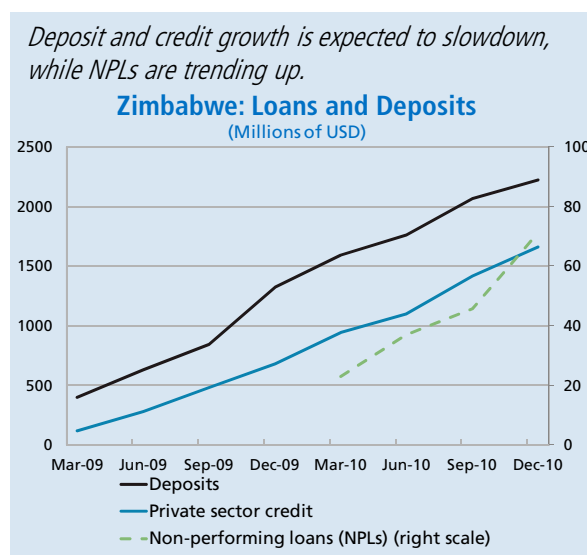 Deposit and credit growth is expected to slowdown,
while NPLs are trending up.
Zimbabwe: Loans and Deposits
(Millions of USD)
2500
2000
1500
1000
500
0
100
80
60
40
20
0
Mar-09 Jun-09 Sep-09 Dec-09 Mar-10 Jun-10 Sep-10 Dec-10
Deposits
Private sector credit
Non-performing loans (NPLs) (right scale)